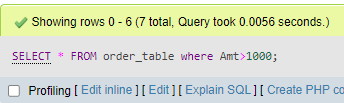 Showing rows 0 - 6 (7 total, Query took 0.0056 seconds.)
SELECT * FROM order_table where Amt>1000;
Profiling [ Edit inline ] [ Edit ] [ Explain SQL ] [ Create PHP co